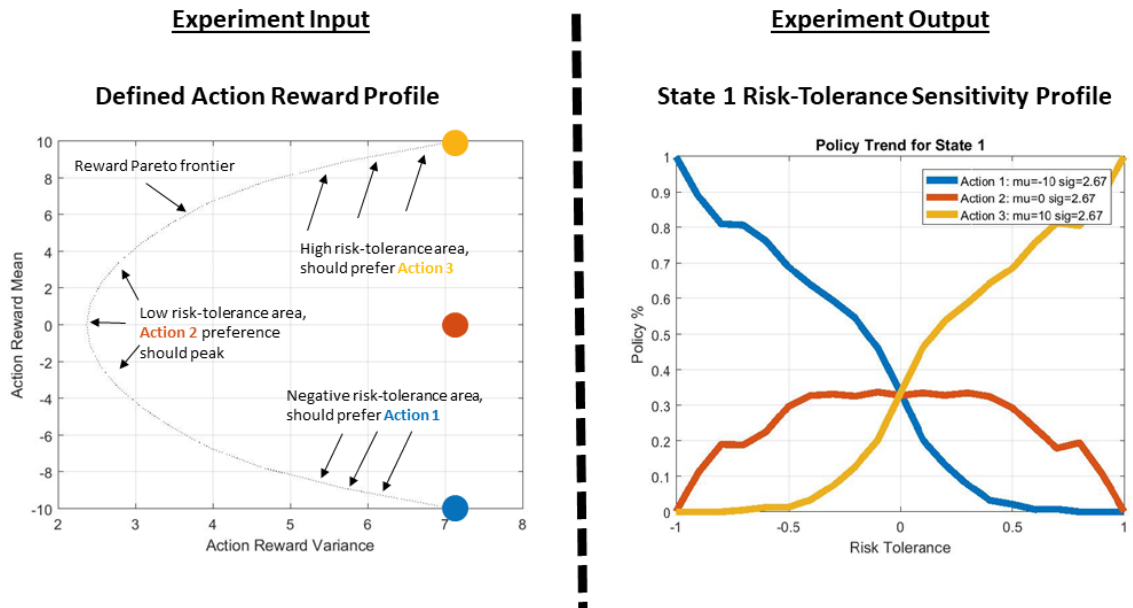 Experiment Input
Defined Action Reward Profile
10
8
6
4
2
0
-2
-4
-6
-8
-10
2
3
4
5
6
7
8
Action Reward Mean
Action Reward Variance
Reward Pareto frontier
High risk-tolerance area,
should prefer Action 3
Low risk-tolerance area,
Action 2 preference
should peak
Negative risk-tolerance area,
should prefer Action 1
Experiment Output
State 1 Risk-Tolerance Sensitivity Profile
Policy Trend for State 1
1
0.9
0.8
0.7
0.6
0.5
0.4
0.3
0.2
0.1
0
-1
-0.5
0
0.5
1
Policy %
Risk Tolerance
Action 1: mu=-10 sig=2.67
Action 2: mu=0 sig=2.67
Action 3: mu=10 sig=2.67